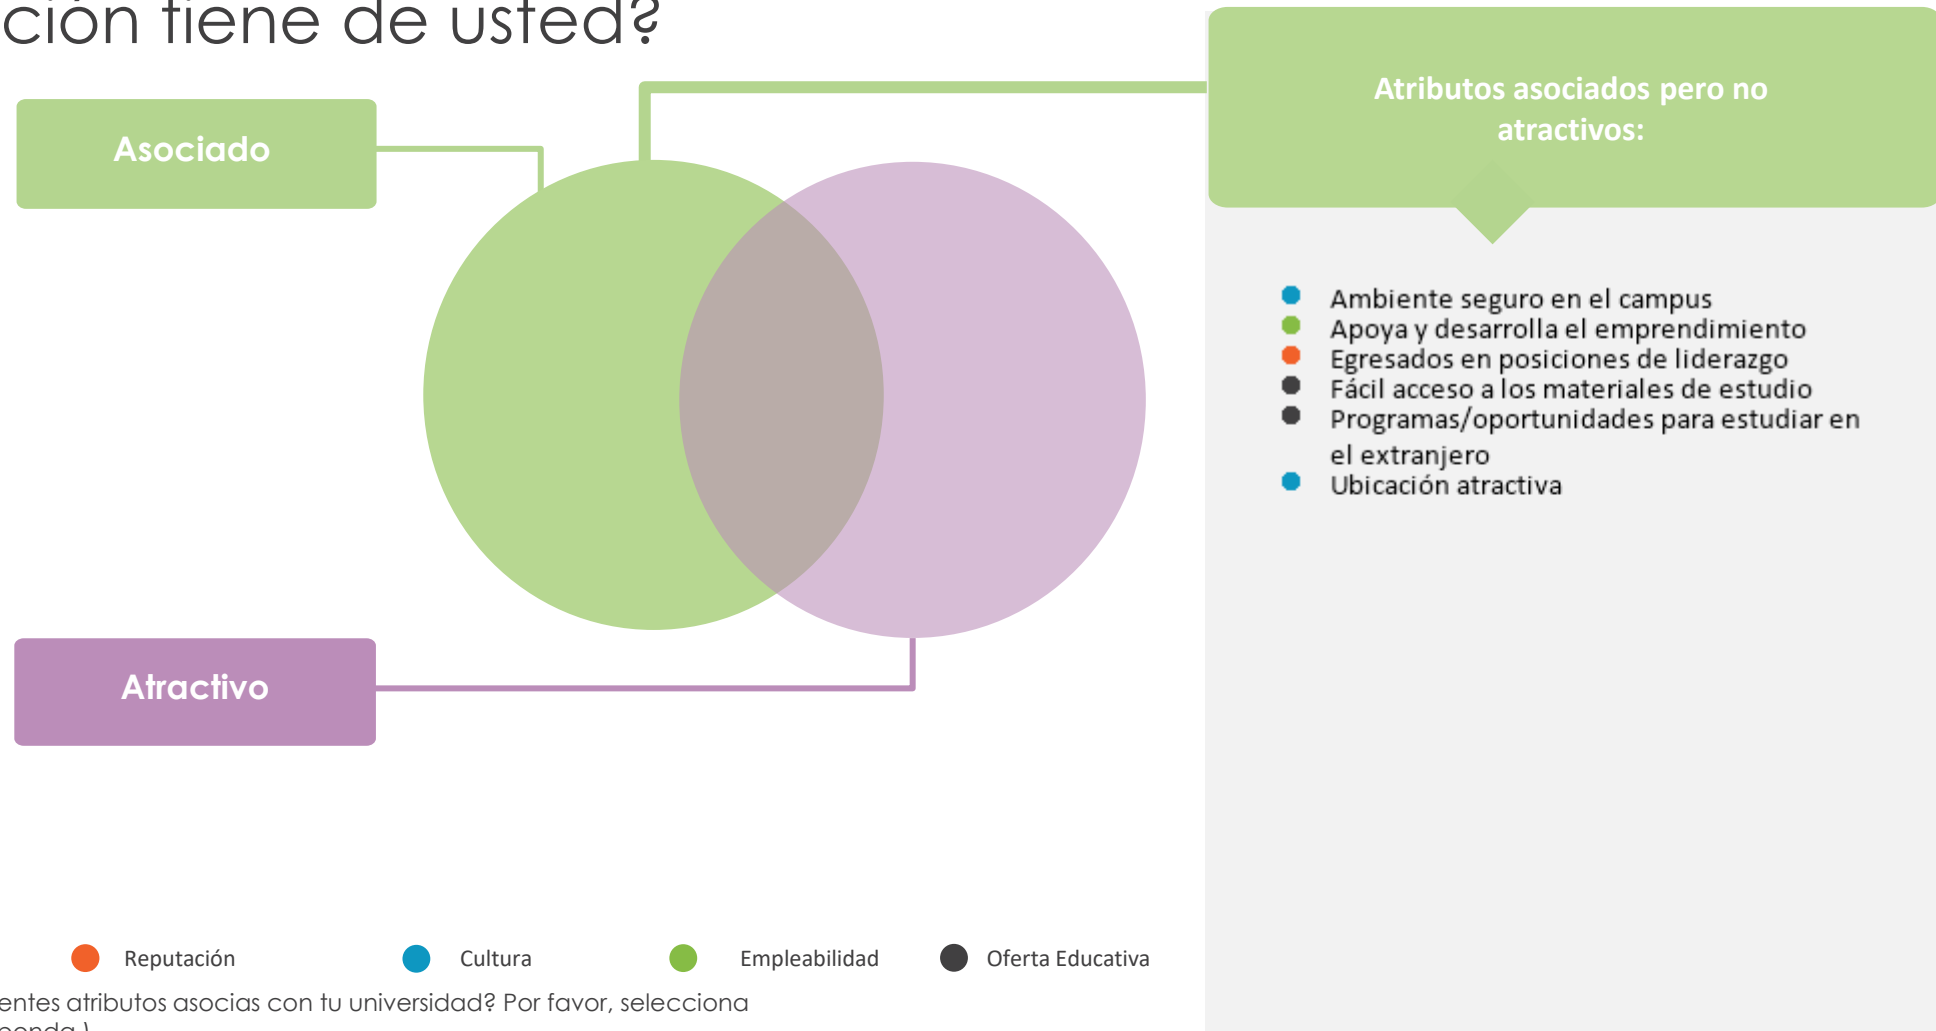 ción tiene de usted?
Asociado
Atractivo
Atributos asociados pero no
atractivos:
Ambiente seguro en el campus
Apoya y desarrolla el emprendimiento
Egresados en posiciones de liderazgo
Fácil acceso a los materiales de estudio
Programas/oportunidades para estudiar en
el extranjero
Ubicación atractiva
Reputación
Cultura
Empleabilidad
Oferta Educativa
entes atributos asocias con tu universidad? Por favor, selecciona
ponda.)